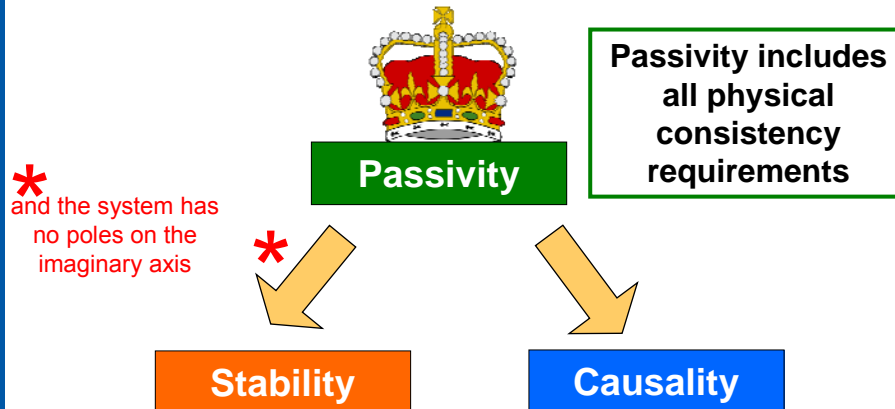 Passivity includes
all physical
consistency
requirements
Passivity
*
and the system has
no poles on the
imaginary axis
*
Stability
Causality